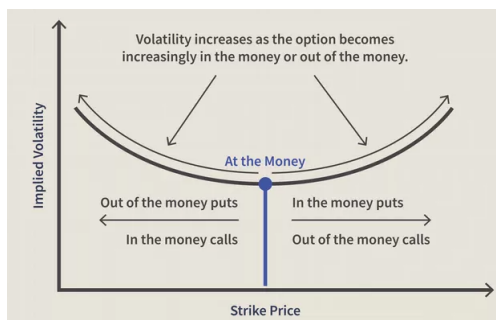 Volatility increases as the option becomes
increasingly in the money or out of the money.
Implied Volatility
At the Money
Out of the money puts
In the money puts
In the money calls
Out of the money calls
Strike Price